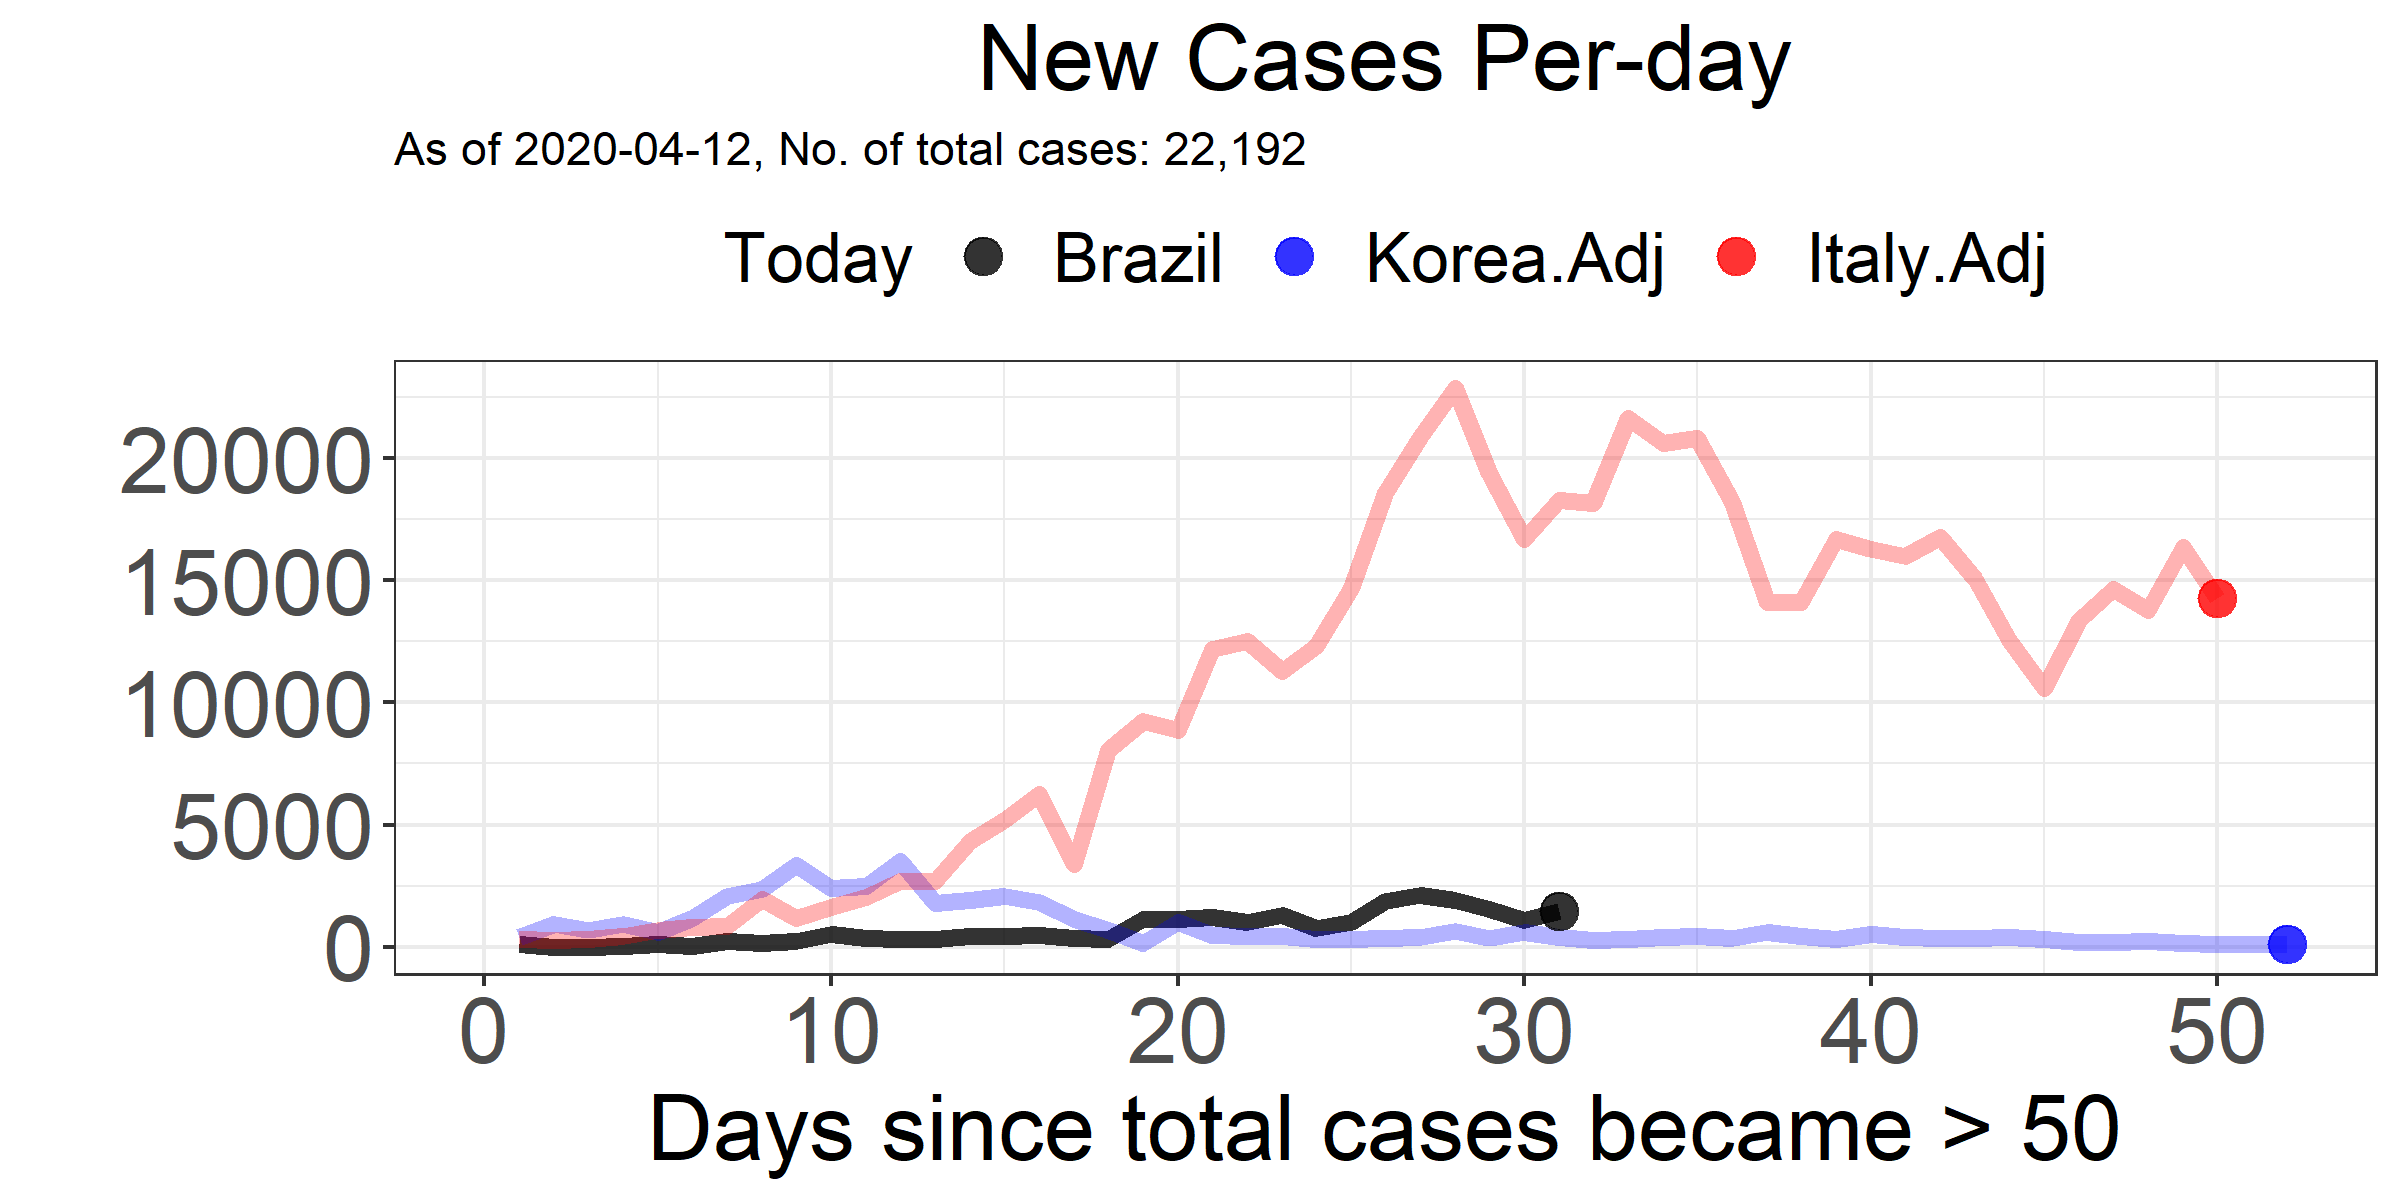 New Cases Per-day
As of 2020-04-12, No. of total cases: 22,192
Today Brazil Korea.Adj Italy.Adj
20000
15000
10000
5000
0
0 10 20 30 40 50
Days since total cases became > 50